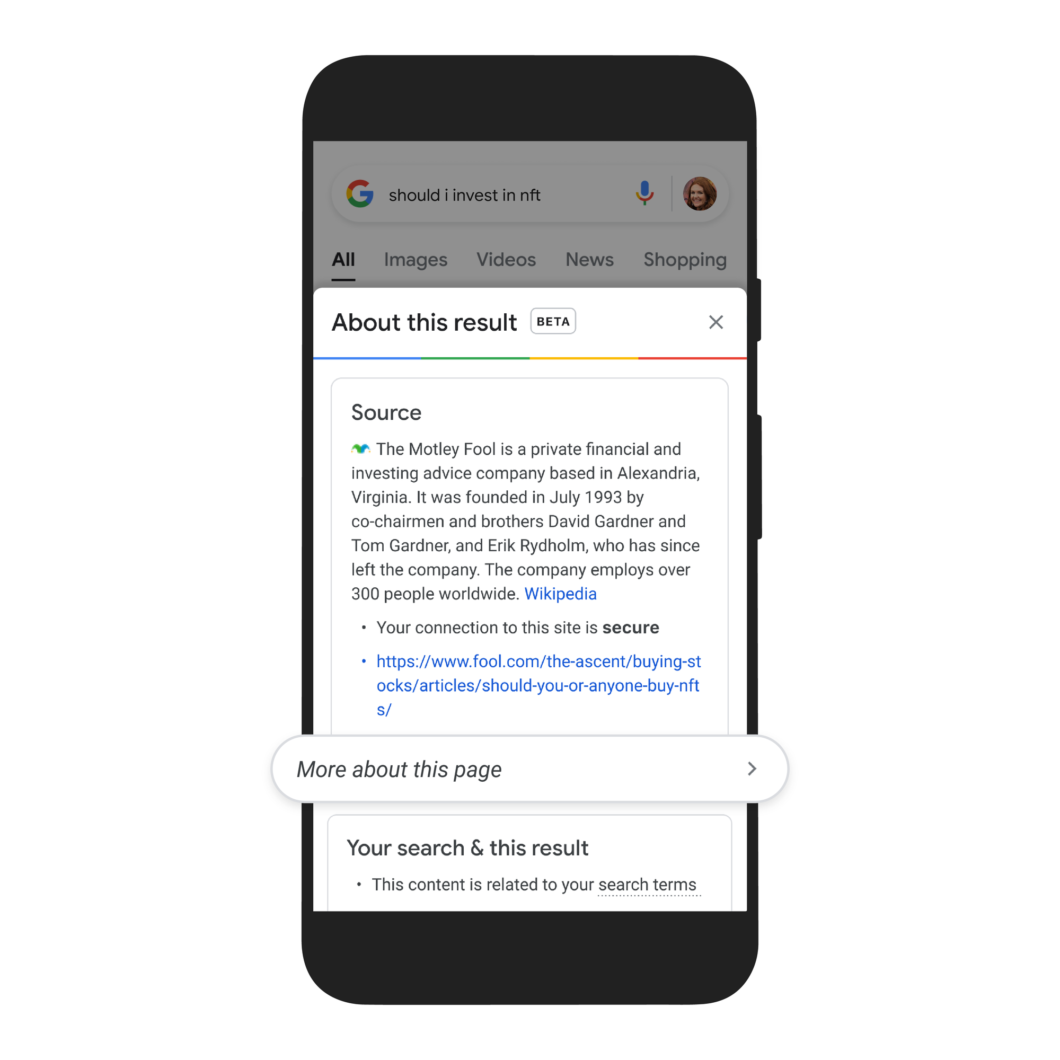 should i invest in nft
All Images Videos News Shopping
About this result BETA
Source
The Motley Fool is a private financial and
investing advice company based in Alexandria,
Virginia. It was founded in July 1993 by
co-chairmen and brothers David Gardner and
Tom Gardner, and Erik Rydholm, who has since
left the company. The company employs over
300 people worldwide. Wikipedia
• Your connection to this site is secure
• https://www.fool.com/the-ascent/buying-st
ocks/articles/should-you-or-anyone-buy-nft
s/
More about this page
Your search & this result
• This content is related to your search terms